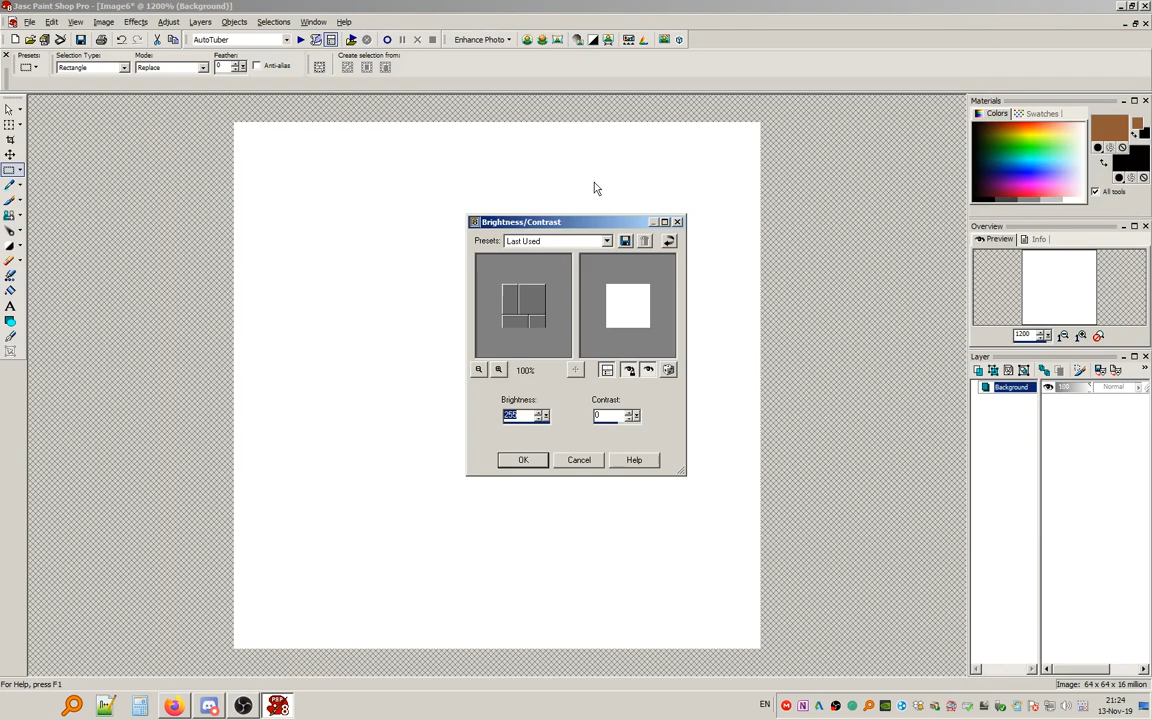 Jasc Paint Shop Pro - [Image6* @ 1200% (Background)]
File Edit View Image Effects Adjust Layers Objects Selections Window Help
AutoTuber
Enhance Photo
Presets:
Selection Type:
Mode:
Feather:
Create selection from:
Rectangle
Replace
0
Anti-alias
Materials
Colors
Swatches
All tools
Overview
Preview
Info
1200
Layer
Background
100
Normal
Brightness/Contrast
Presets:
Last Used
100%
Brightness:
Contrast:
255
0
OK
Cancel
Help
For Help, press F1
Image: 64 x 64 x 16 million
EN
21:24
13-Nov-19